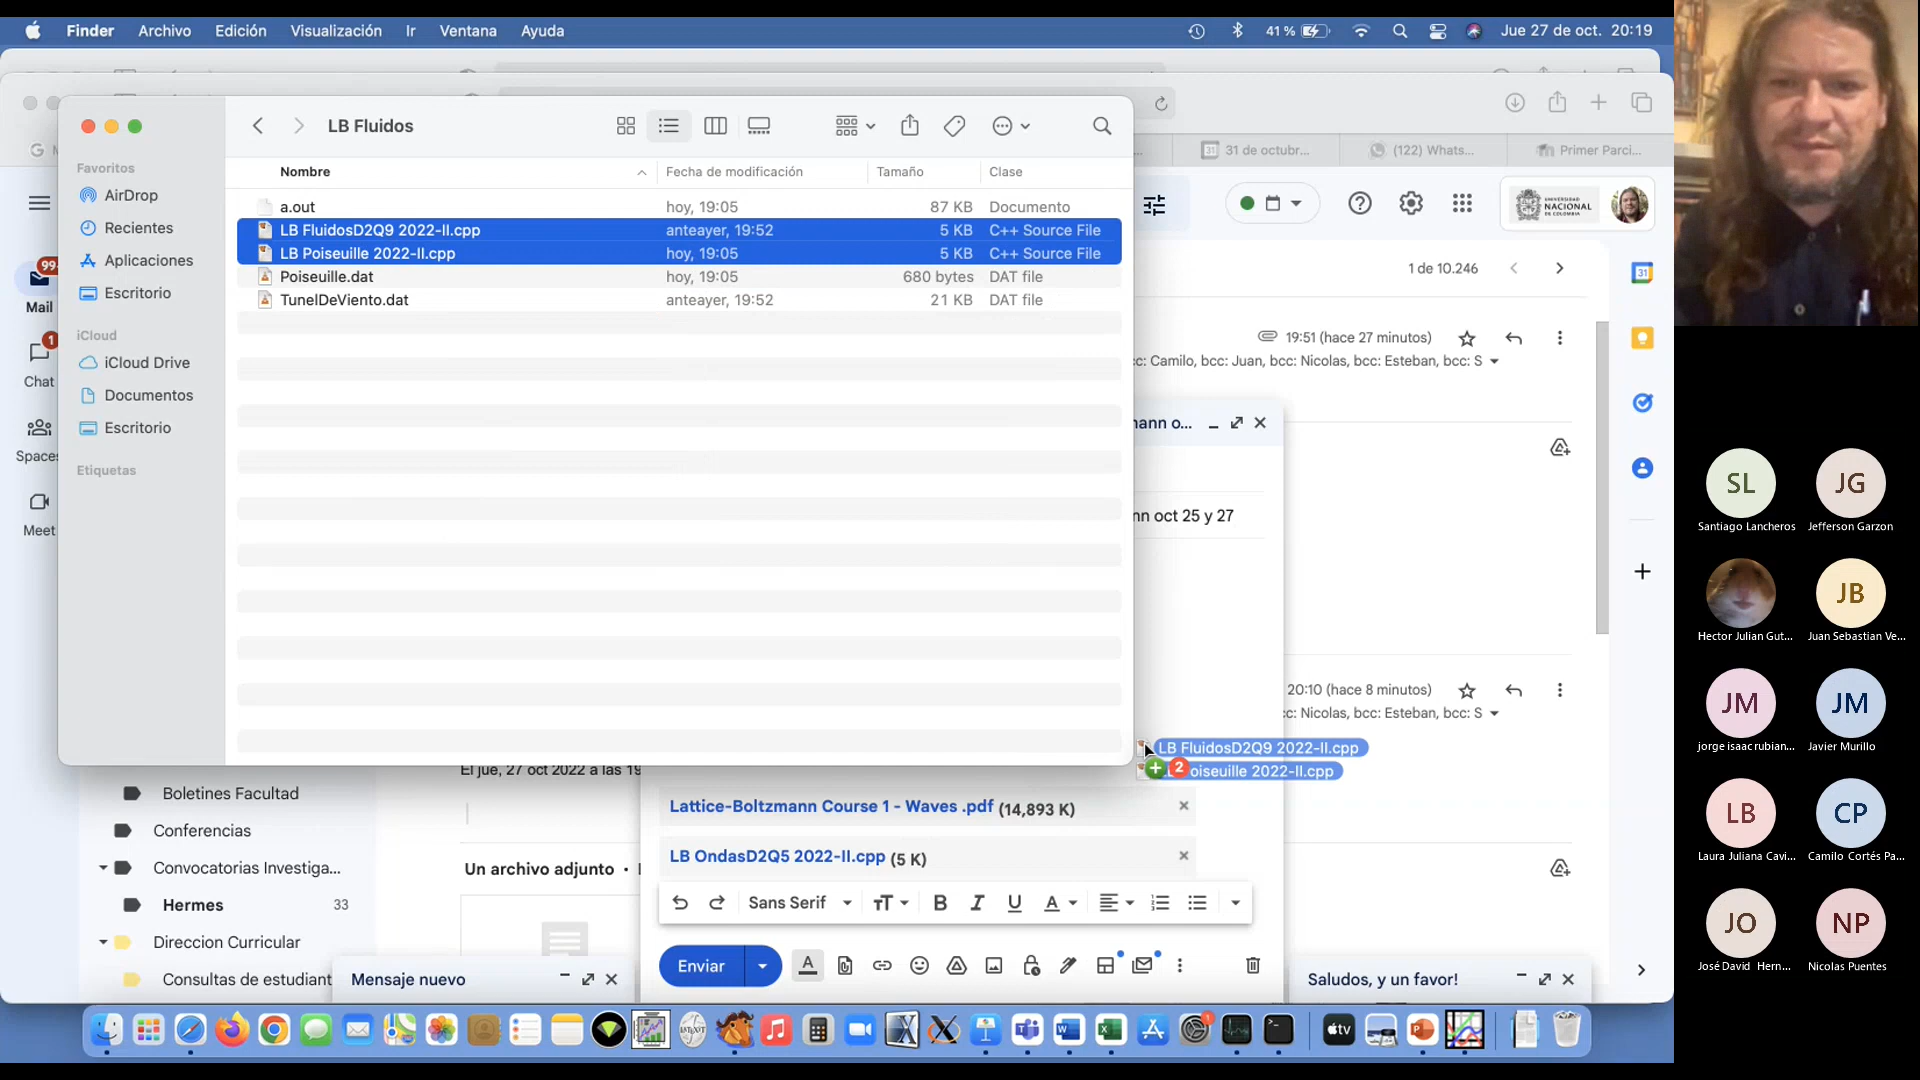 Finder Archivo Edición Visualización Ir Ventana Ayuda
41 % Jue 27 de oct. 20:19
LB Fluidos
Favoritos
AirDrop
Recientes
Aplicaciones
Escritorio
iCloud
iCloud Drive
Documentos
Escritorio
Etiquetas
Nombre Fecha de modificación Tamaño Clase
a.out hoy, 19:05 87 KB Documento
LB FluidosD2Q9 2022-II.cpp anteayer, 19:52 5 KB C++ Source File
LB Poiseuille 2022-II.cpp hoy, 19:05 5 KB C++ Source File
Poiseuille.dat hoy, 19:05 680 bytes DAT file
TunelDeViento.dat anteayer, 19:52 21 KB DAT file
99
Mail
1
Chat
Spaces
Meet
31 de octubr...
(122) Whats...
Primer Parci...
UNIVERSIDAD
NACIONAL
DE COLOMBIA
1 de 10.246
31
19:51 (hace 27 minutos)
cc: Camilo, bcc: Juan, bcc: Nicolas, bcc: Esteban, bcc: S
nann o...
nn oct 25 y 27
20:10 (hace 8 minutos)
cc: Nicolas, bcc: Esteban, bcc: S
LB FluidosD2Q9 2022-II.cpp
2
oiseuille 2022-II.cpp
El jue, 27 oct 2022 a las 19
Lattice-Boltzmann Course 1 - Waves .pdf (14,893 K)
LB OndasD2Q5 2022-II.cpp (5 K)
Un archivo adjunto •
Sans Serif
Enviar
Boletines Facultad
Conferencias
Convocatorias Investiga...
Hermes 33
Direccion Curricular
Consultas de estudiant
Mensaje nuevo
Saludos, y un favor!
tv
SL
Santiago Lancheros
JG
Jefferson Garzon
Hector Julian Gut...
JB
Juan Sebastian Ve...
JM
jorge isaac rubian...
JM
Javier Murillo
LB
Laura Juliana Cavi...
CP
Camilo Cortés Pa...
JO
José David Hern...
NP
Nicolas Puentes